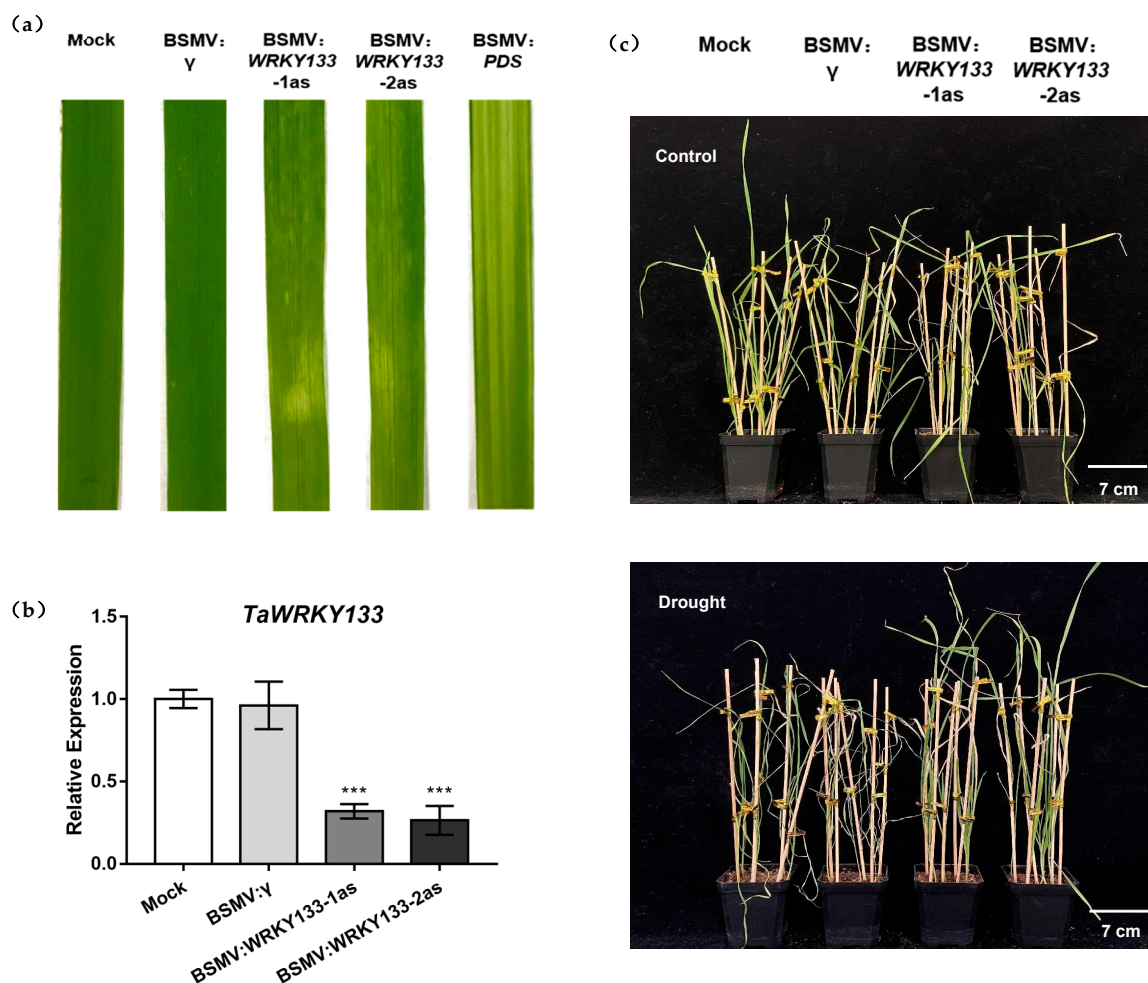 (a)
Mock
BSMV:
γ
BSMV:
WRKY133
-1as
BSMV:
WRKY133
-2as
BSMV:
PDS
(b)
TaWRKY133
Relative Expression
1.5
1.0
0.5
0.0
***
***
Mock
BSMV:γ
BSMV:WRKY133-1as
BSMV:WRKY133-2as
(c)
Mock
BSMV:
γ
BSMV:
WRKY133
-1as
BSMV:
WRKY133
-2as
Control
7 cm
Drought
7 cm